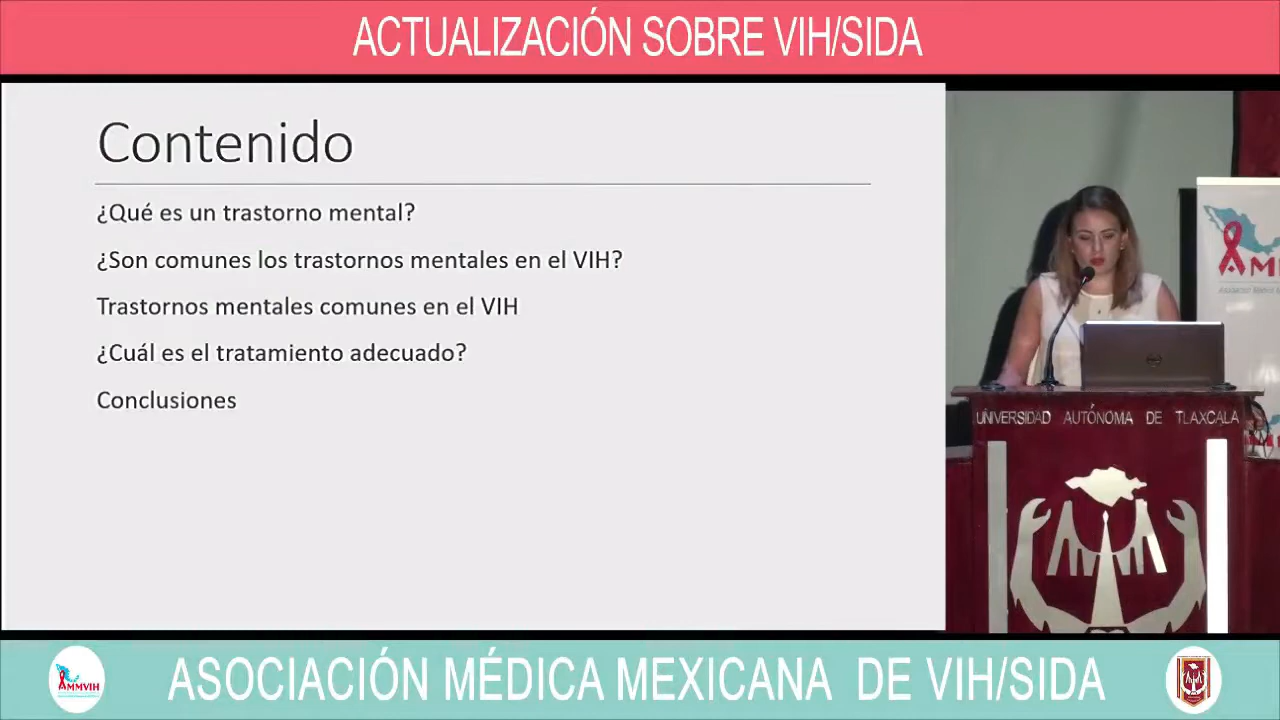 ACTUALIZACIÓN SOBRE VIH/SIDA
Contenido
¿Qué es un trastorno mental?
¿Son comunes los trastornos mentales en el VIH?
Trastornos mentales comunes en el VIH
¿Cuál es el tratamiento adecuado?
Conclusiones
UNIVERSIDAD AUTÓNOMA DE TLAXCALA
AMMVIH
ASOCIACIÓN MÉDICA MEXICANA DE VIH/SIDA